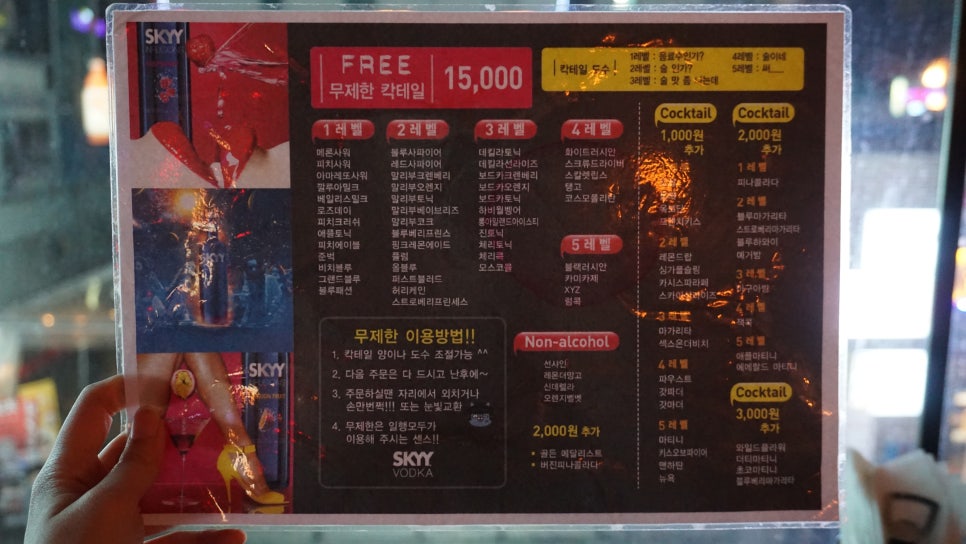 SKYY
FREE
무제한 칵테일
15,000
칵테일 도수
1레벨 : 음료수인가?
2레벨 : 술 인가?
3레벨 : 술 맛 좀
4레벨 : 술이네
5레벨 : 써__
1 레벨
메론사워
피치사워
아마레또사워
깔루아밀크
베일리스밀크
로즈데이
피치크러쉬
애플토닉
피치에이블
준벅
비치블루
그랜드블루
블루패션
2 레벨
블루사파이어
레드사파이어
말리부크렌베리
말리부오렌지
말리부토닉
말리부베이브리즈
말리부코크
블루베리프린스
핑크레몬에이드
플림
올블루
퍼스트블러드
허리케인
스트로베리프린세스
3 레벨
데킬라토닉
데킬라선라이즈
보드카크렌베리
보드카오렌지
보드카토닉
하비월벵어
롱아일랜드아이스티
진토닉
체리토닉
체리콕
모스코뮬
4 레벨
화이트러시안
스크류드라이버
스칼렛립스
탱고
코스모폴리탄
5 레벨
블랙러시안
카미카제
XYZ
럼콕
무제한 이용방법!!
1. 칵테일 양이나 도수 조절가능 ^^
2. 다음 주문은 다 드시고 난후에~
3. 주문하실땐 자리에서 외치거나
손만번쩍!!! 또는 눈빛교환
4. 무제한은 일행모두가
이용해 주시는 센스!!
SKYY
VODKA
Non-alcohol
선샤인
레몬더망고
신데렐라
오렌지벨벳
2,000원 추가
골든 메달리스트
버진피나콜라다
Cocktail
1,000원
추가
2 레벨
레몬드랍
싱가폴슬링
카시스파라페
마가리타
섹스온더비치
4 레벨
파우스트
갓파더
갓마더
5 레벨
마티니
키스오브파이어
맨하탄
뉴욕
Cocktail
2,000원
추가
1 레벨
피나콜라다
2 레벨
블루마가리타
스트로베리마가리타
블루하와이
예거밤
3 레벨
4 레벨
5 레벨
애플마티니
에메랄드 마티니
Cocktail
3,000원
추가
와일드플라워
더티마티니
초코마티니
블루베리마가리타
SKYY